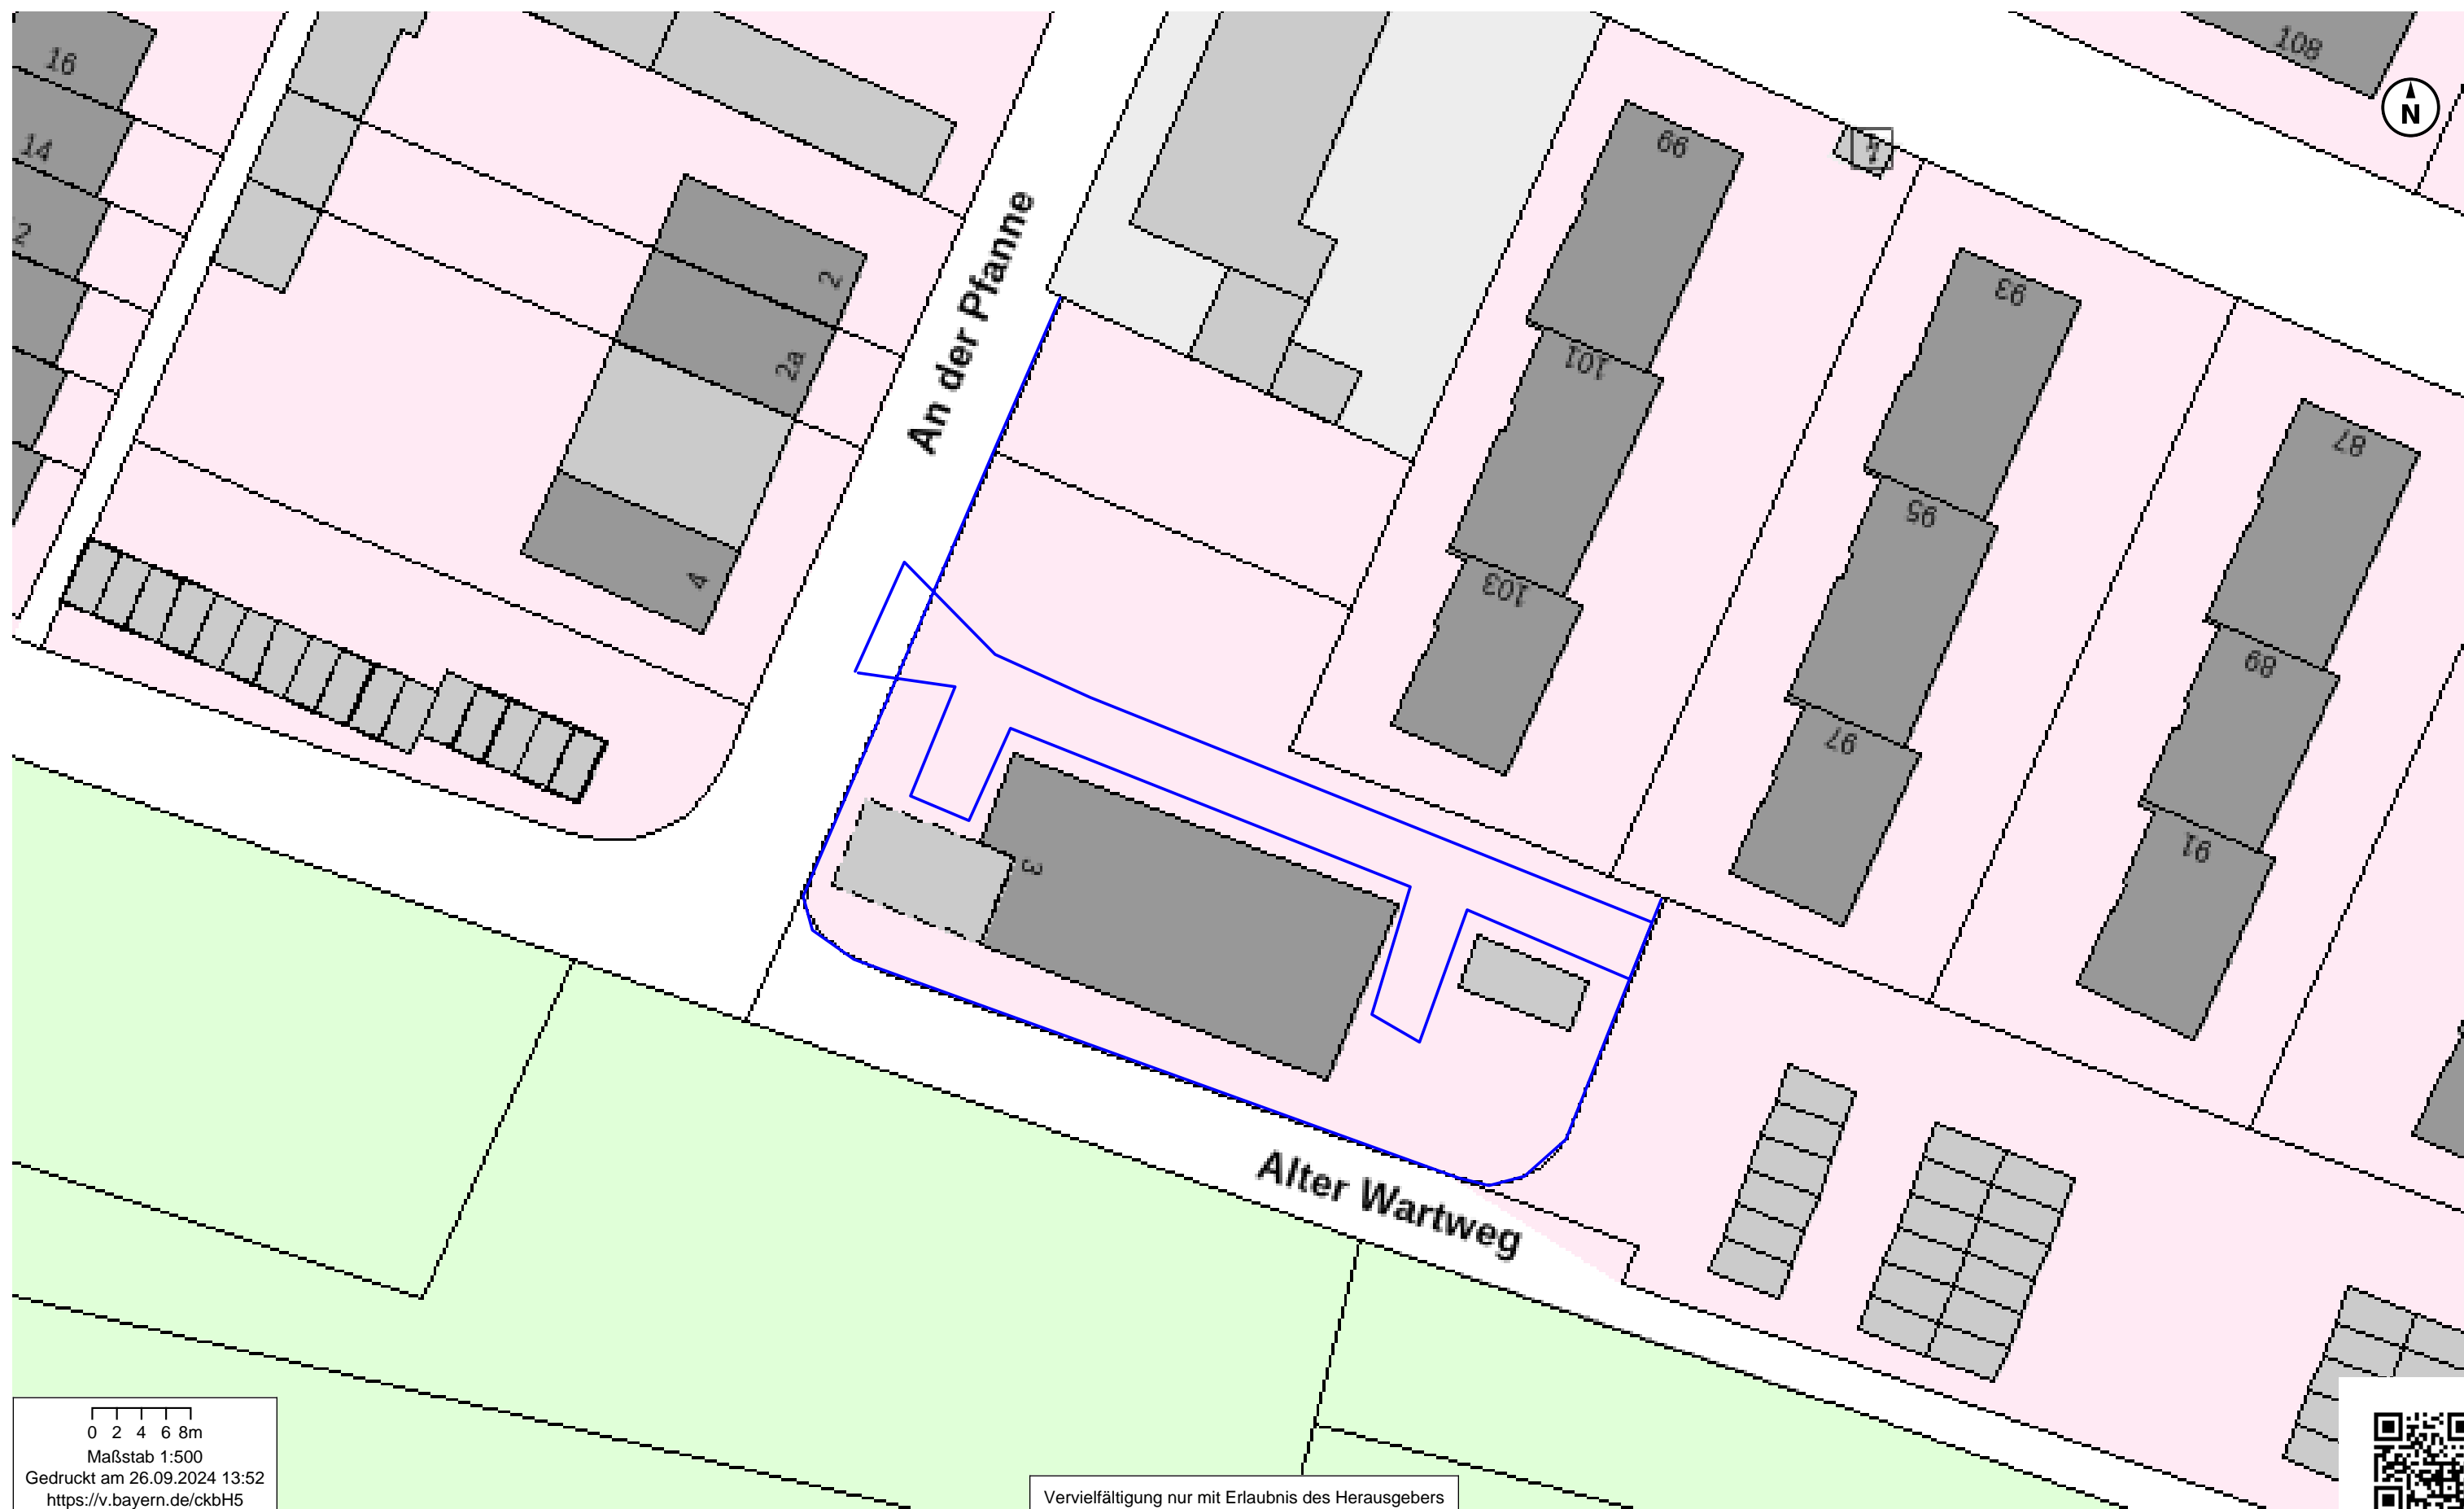 16
108
14
N
99
2
2
93
An der Pfanne
101
2a
87
95
4
103
89
97
91
3
Alter Wartweg
0 2 4 6 8m
Maßstab 1:500
Gedruckt am 26.09.2024 13:52
https://v.bayern.de/ckbH5
Vervielfältigung nur mit Erlaubnis des Herausgebers